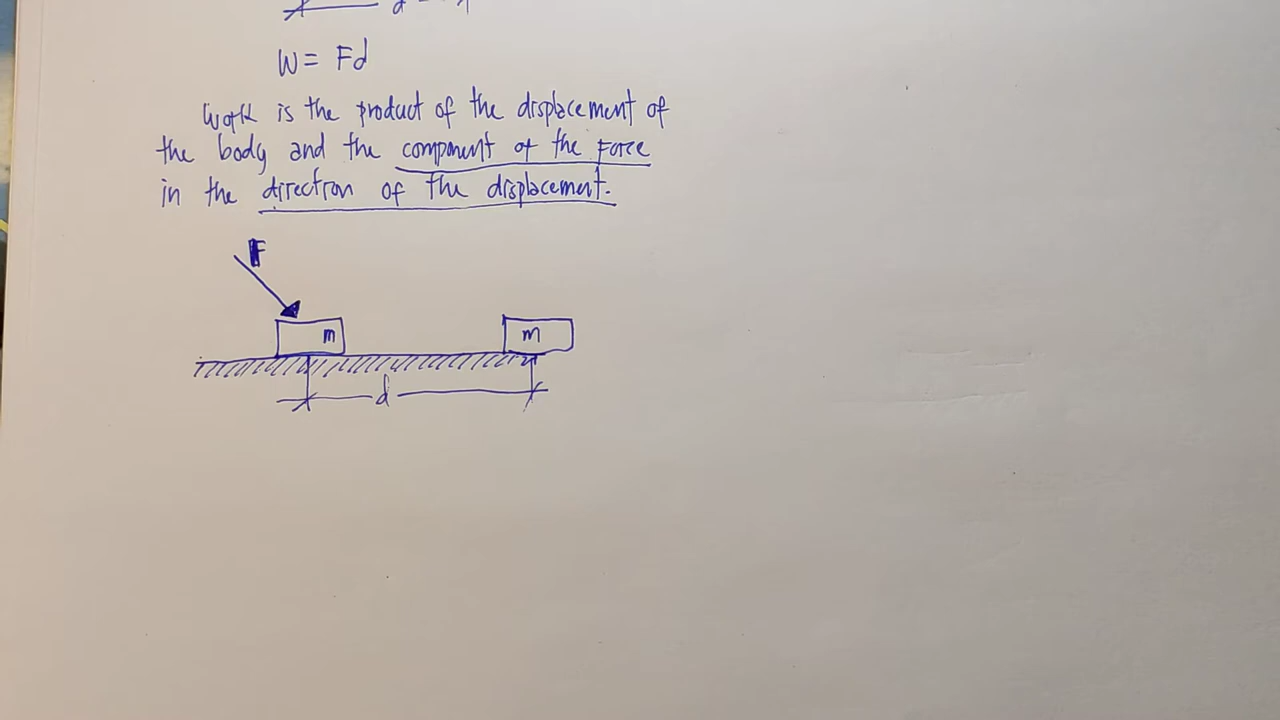 d
W = Fd
Work is the product of the displacement of
the body and the component of the Force
in the direction of the displacement.
F
m
m
d